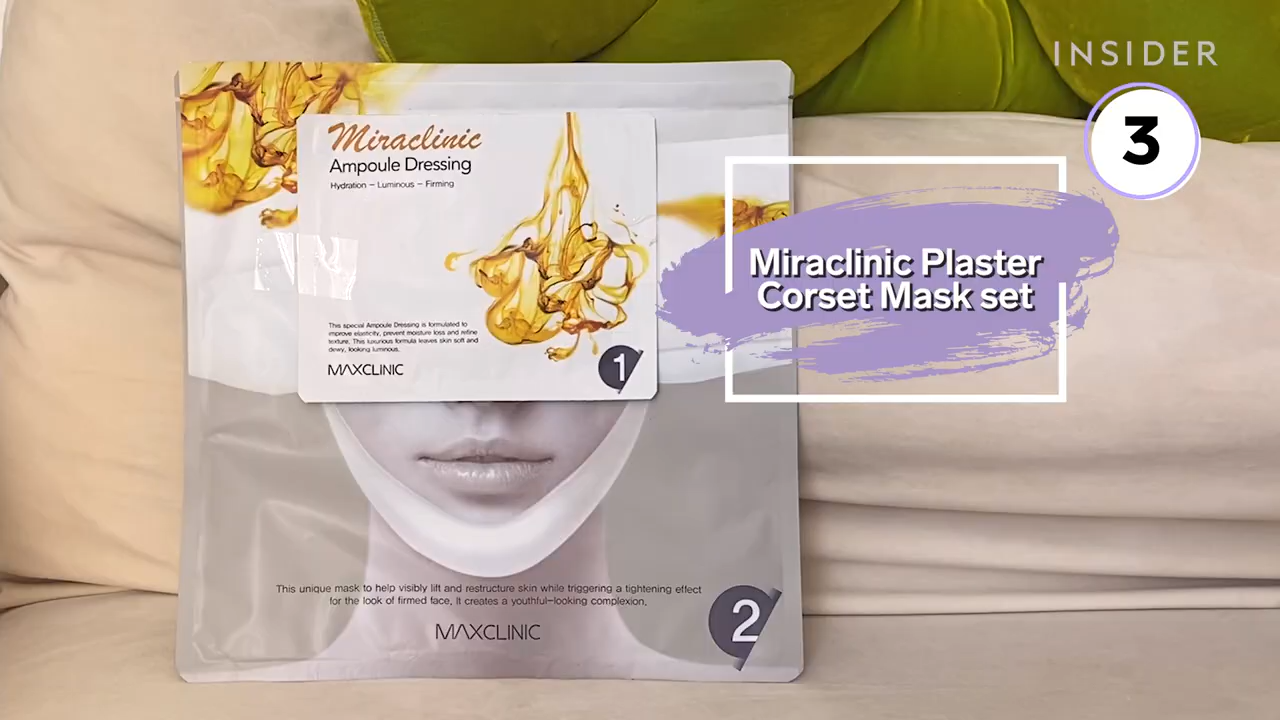 INSIDER
3
Miraclinic Plaster
Corset Mask set
Miraclinic
Ampoule Dressing
Hydration – Luminous – Firming
This special Ampoule Dressing is formulated to
improve elasticity, prevent moisture loss and refine
texture. This luxurious formula leaves skin soft and
dewy, looking luminous.
MAXCLINIC
1
This unique mask to help visibly lift and restructure skin while triggering a tightening effect
for the look of firmed face. It creates a youthful-looking complexion.
MAXCLINIC
2